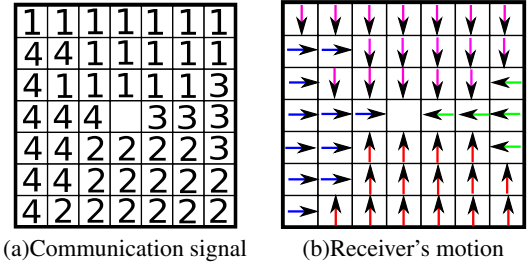 1 1 1 1 1 1 1
4 4 1 1 1 1 1
4 1 1 1 1 1 3
4 4 4 3 3 3
4 4 2 2 2 2 3
4 4 2 2 2 2 2
4 2 2 2 2 2 2
(a)Communication signal
(b)Receiver's motion